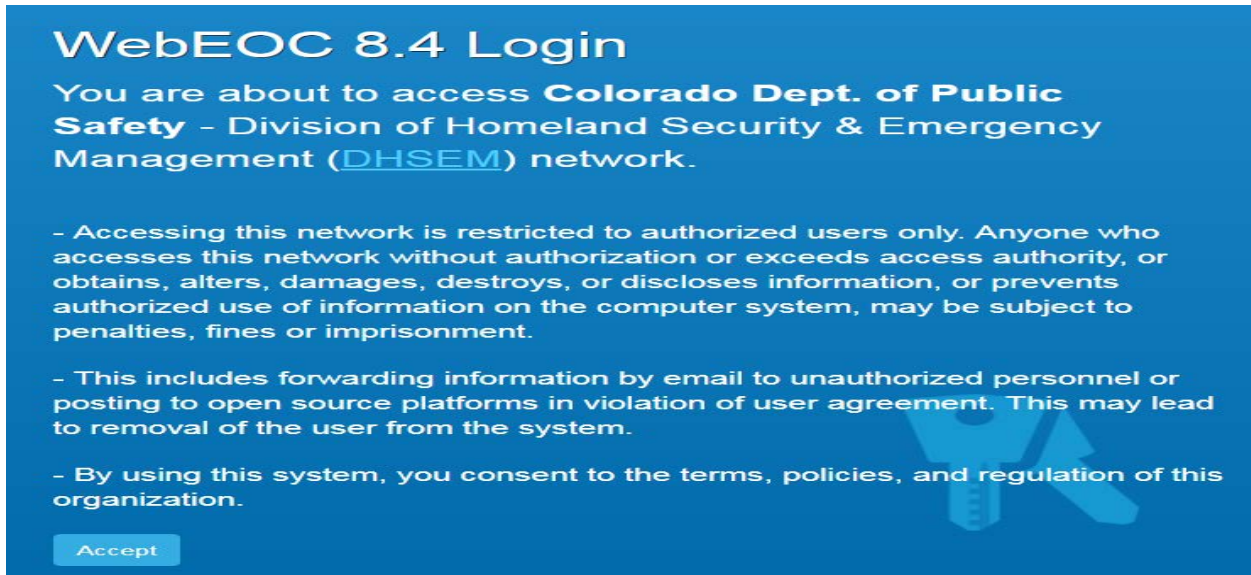 WebEOC 8.4 Login
You are about to access Colorado Dept. of Public
Safety - Division of Homeland Security & Emergency
Management (DHSEM) network.
- Accessing this network is restricted to authorized users only. Anyone who
accesses this network without authorization or exceeds access authority, or
obtains, alters, damages, destroys, or discloses information, or prevents
authorized use of information on the computer system, may be subject to
penalties, fines or imprisonment.
- This includes forwarding information by email to unauthorized personnel or
posting to open source platforms in violation of user agreement. This may lead
to removal of the user from the system.
- By using this system, you consent to the terms, policies, and regulation of this
organization.
Accept